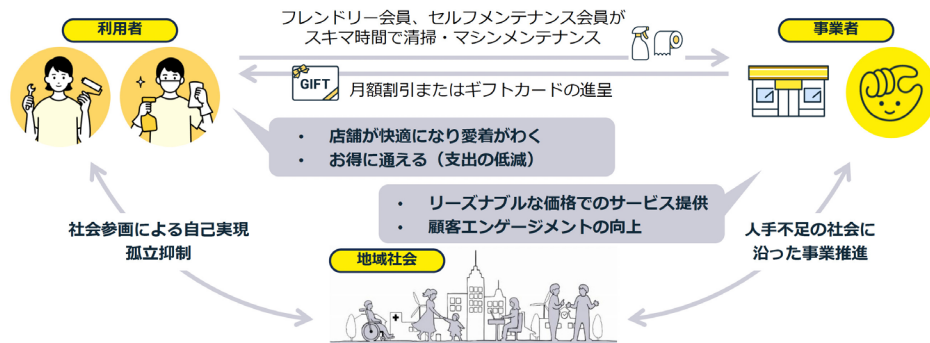 利用者
フレンドリー会員、セルフメンテナンス会員が
スキマ時間で清掃・マシンメンテナンス
事業者
GIFT
月額割引またはギフトカードの進呈
・ 店舗が快適になり愛着がわく
・ お得に通える（支出の低減）
・ リーズナブルな価格でのサービス提供
・ 顧客エンゲージメントの向上
社会参画による自己実現
孤立抑制
人手不足の社会に
沿った事業推進
地域社会